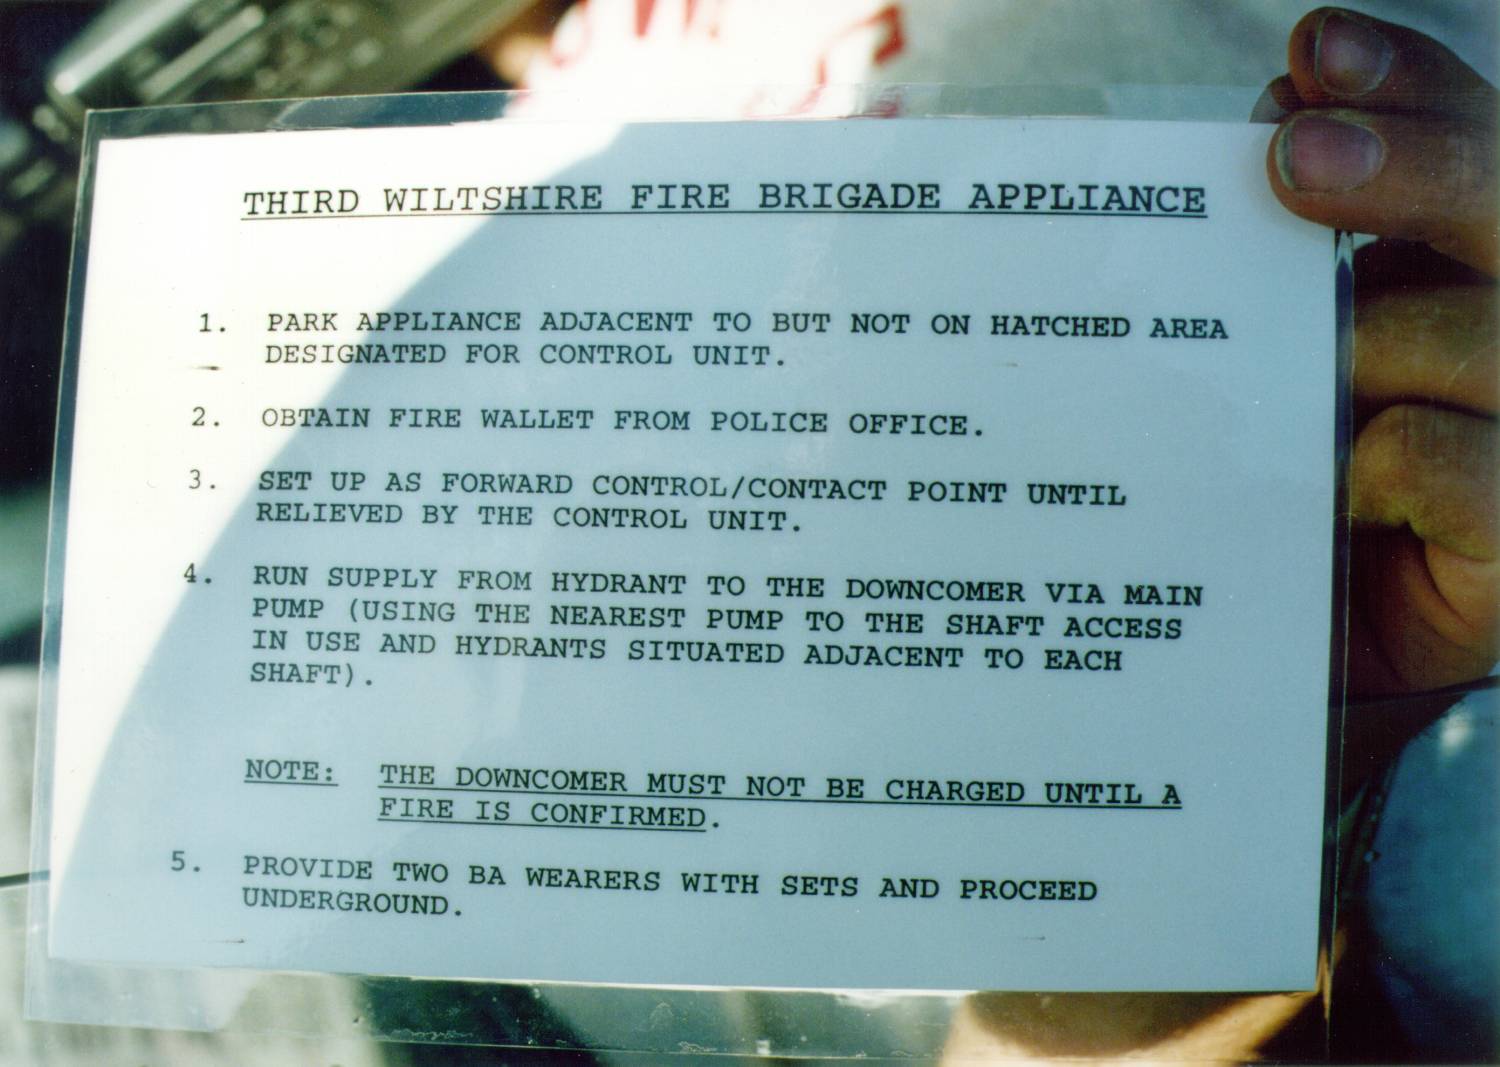 THIRD WILTSHIRE FIRE BRIGADE APPLIANCE
1. PARK APPLIANCE ADJACENT TO BUT NOT ON HATCHED AREA
DESIGNATED FOR CONTROL UNIT.
2. OBTAIN FIRE WALLET FROM POLICE OFFICE.
3. SET UP AS FORWARD CONTROL/CONTACT POINT UNTIL
RELIEVED BY THE CONTROL UNIT.
4. RUN SUPPLY FROM HYDRANT TO THE DOWNCOMER VIA MAIN
PUMP (USING THE NEAREST PUMP TO THE SHAFT ACCESS
IN USE AND HYDRANTS SITUATED ADJACENT TO EACH
SHAFT).
NOTE: THE DOWNCOMER MUST NOT BE CHARGED UNTIL A
FIRE IS CONFIRMED.
5. PROVIDE TWO BA WEARERS WITH SETS AND PROCEED
UNDERGROUND.